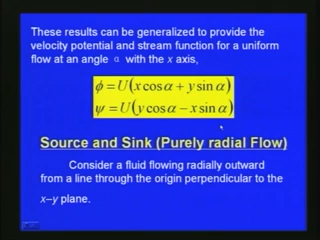 These results can be generalized to provide the
velocity potential and stream function for a uniform
flow at an angle α with the x axis,
ϕ = U(x cos α + y sin α)
ψ = U(y cos α − x sin α)
Source and Sink (Purely radial Flow)
Consider a fluid flowing radially outward
from a line through the origin perpendicular to the
x–y plane.